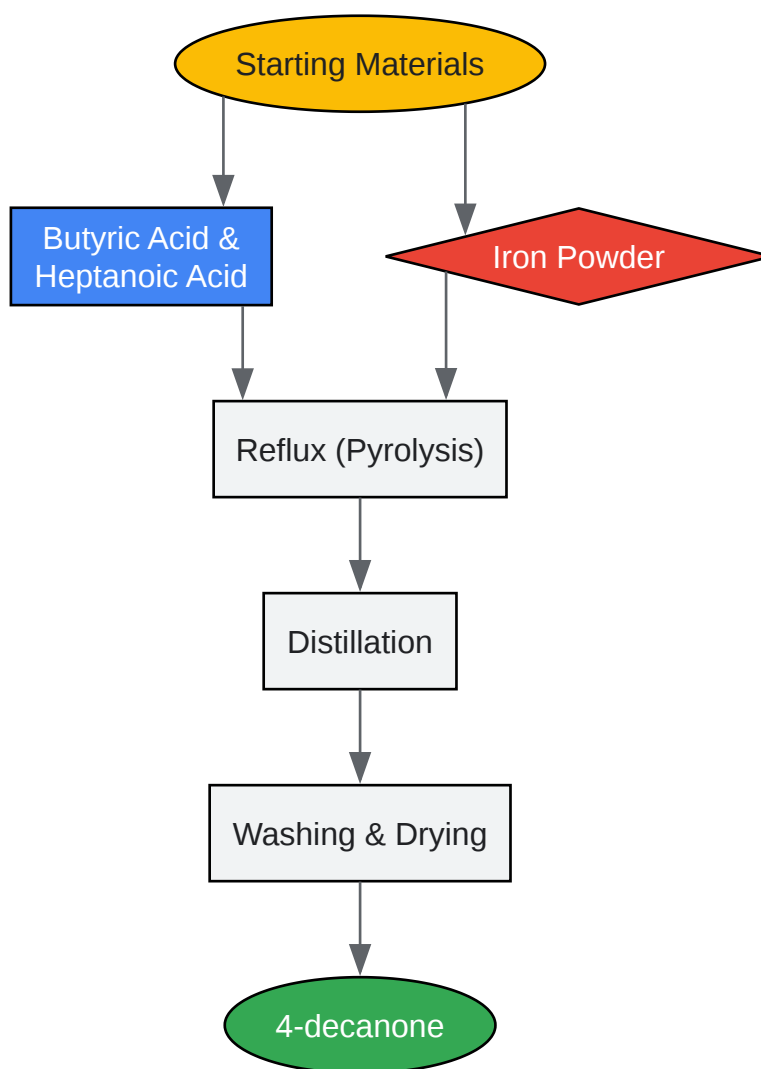 Starting Materials
Butyric Acid &
Heptanoic Acid
Iron Powder
Reflux (Pyrolysis)
Distillation
Washing & Drying
4-decanone